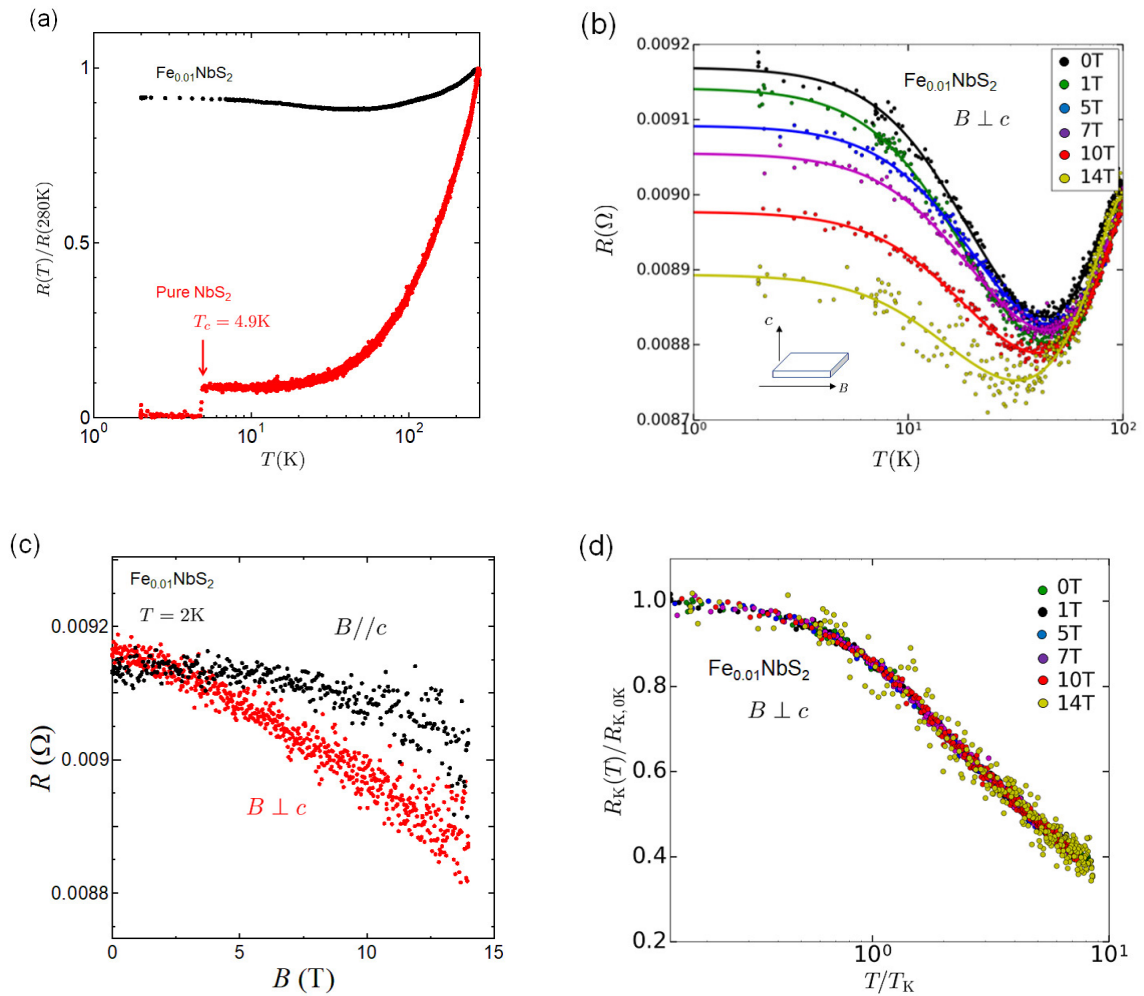 (a)
R(T)/R(280K)
1
0.5
0
Fe0.01NbS2
Pure NbS2
Tc = 4.9K
10^0 10^1 10^2
T(K)
(b)
R(Ω)
0.0092
0.0091
0.0090
0.0089
0.0088
0.0087
Fe0.01NbS2
B ⊥ c
0T
1T
5T
7T
10T
14T
c
B
10^0 10^1 10^2
T(K)
(c)
R (Ω)
0.0092
0.009
0.0088
Fe0.01NbS2
T = 2K
B//c
B ⊥ c
0 5 10 15
B (T)
(d)
RK(T)/RK,0K
1.0
0.8
0.6
0.4
0.2
Fe0.01NbS2
B ⊥ c
0T
1T
5T
7T
10T
14T
10^0 10^1
T/TK